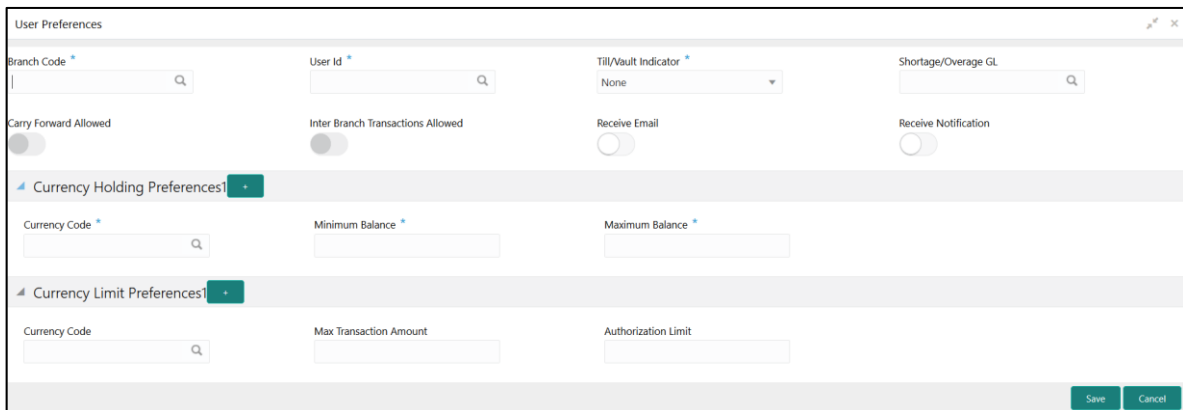 User Preferences
Branch Code * User Id * Till/Vault Indicator * Shortage/Overage GL
None
Carry Forward Allowed Inter Branch Transactions Allowed Receive Email Receive Notification
Currency Holding Preferences1 +
Currency Code * Minimum Balance * Maximum Balance *
Currency Limit Preferences1 +
Currency Code Max Transaction Amount Authorization Limit
Save Cancel